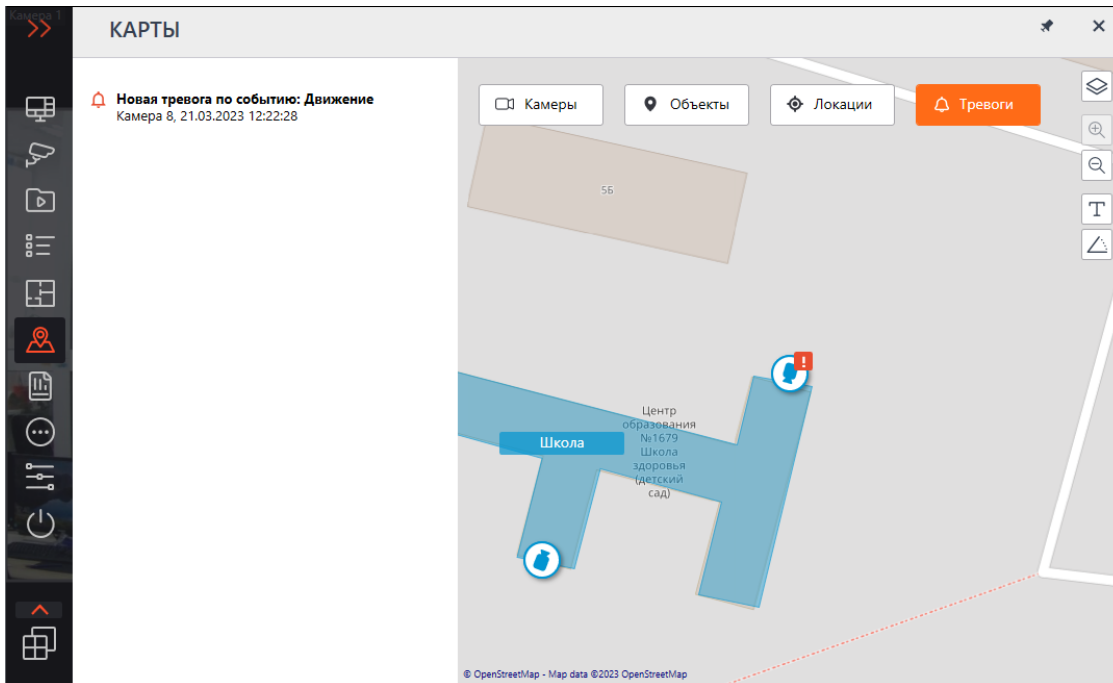 Камера 1
КАРТЫ
Новая тревога по событию: Движение
Камера 8, 21.03.2023 12:22:28
Камеры
Объекты
Локации
Тревоги
5Б
T
Школа
Центр
образования
№1679
Школа
здоровья
(детский
сад)
© OpenStreetMap - Map data ©2023 OpenStreetMap